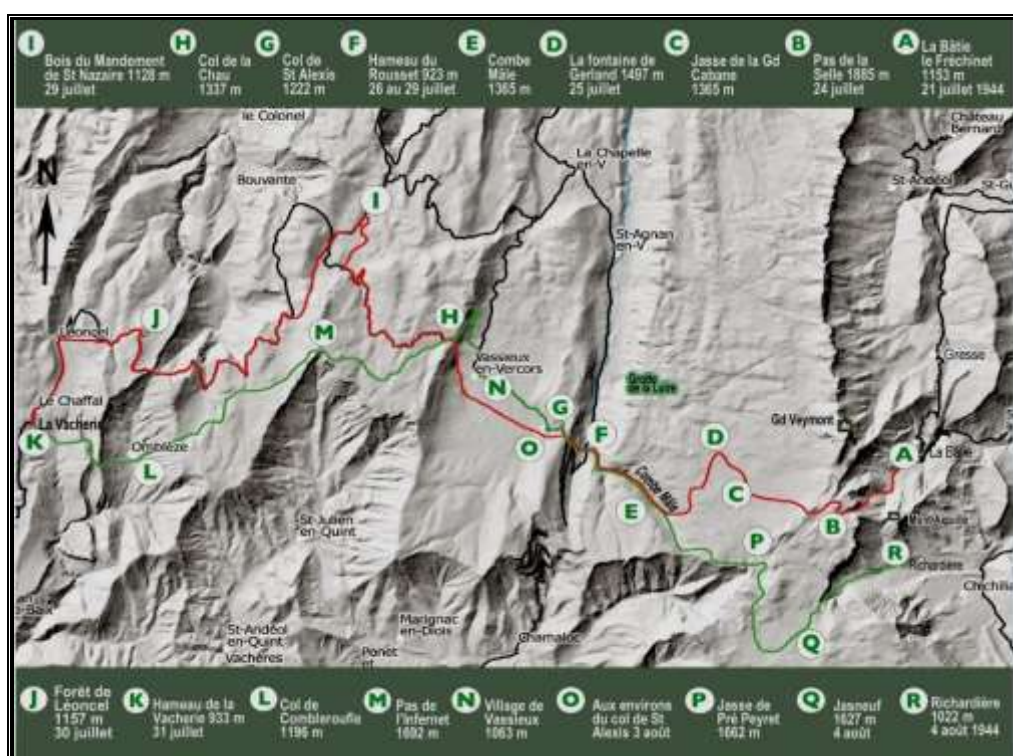 I
Bois du Mandement
de St Nazaire 1128 m
29 juillet
H
Col de la
Chau
1337 m
G
Col de
St Alexis
1222 m
F
Hameau du
Rousset 923 m
26 au 29 juillet
E
Combe
Mâle
1365 m
D
La fontaine de
Gerland 1497 m
25 juillet
C
Jasse de la Gd
Cabane
1365 m
B
Pas de la
Selle 1885 m
24 juillet
A
La Bâtie
le Fréchinet
1153 m
21 juillet 1944
le Colonel
Château
Bernard
La Chapelle
en-V
N
Bouvante
St-Andéol
I
St-Agnan
en-V
Léoncel
J
H
M
Vassieux
en-Vercors
Gresse
N
Grotte
de la Luire
Le Chaffal
La Vacherie
G
Gd Veymont
K
Omblèze
O
F
D
A
La Bâtie
L
C
Combe Mâle
E
B
Mont Aiguille
St-Julien
en-Quint
P
R
Richardière
Chichilia
St-Andéol
en-Quint
Marignac
en-Diois
Chamaloc
Q
Vachères
Ponet
et
J
Forêt de
Léoncel
1157 m
30 juillet
K
Hameau de la
Vacherie 933 m
31 juillet
L
Col de
Combleroufle
1196 m
M
Pas de
l'Infernet
1692 m
N
Village de
Vassieux
1063 m
O
Aux environs
du col de St
Alexis 3 août
P
Jasse de
Pré Peyret
1662 m
Q
Jasneuf
1627 m
4 août
R
Richardière
1022 m
4 août 1944